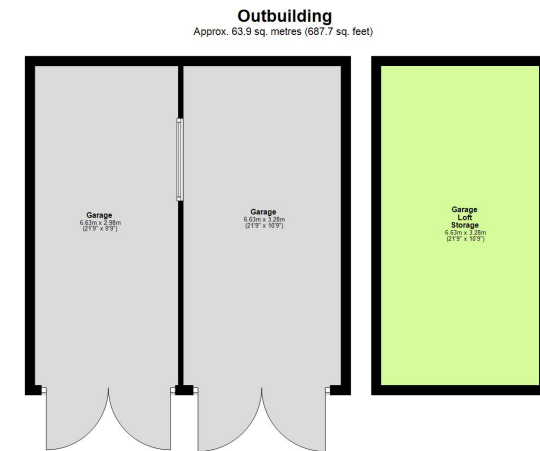 Outbuilding
Approx. 63.9 sq. metres (687.7 sq. feet)
Garage
6.63m x 2.98m
(21'9" x 9'9")
Garage
6.63m x 3.28m
(21'9" x 10'9")
Garage
Loft
Storage
6.63m x 3.28m
(21'9" x 10'9")